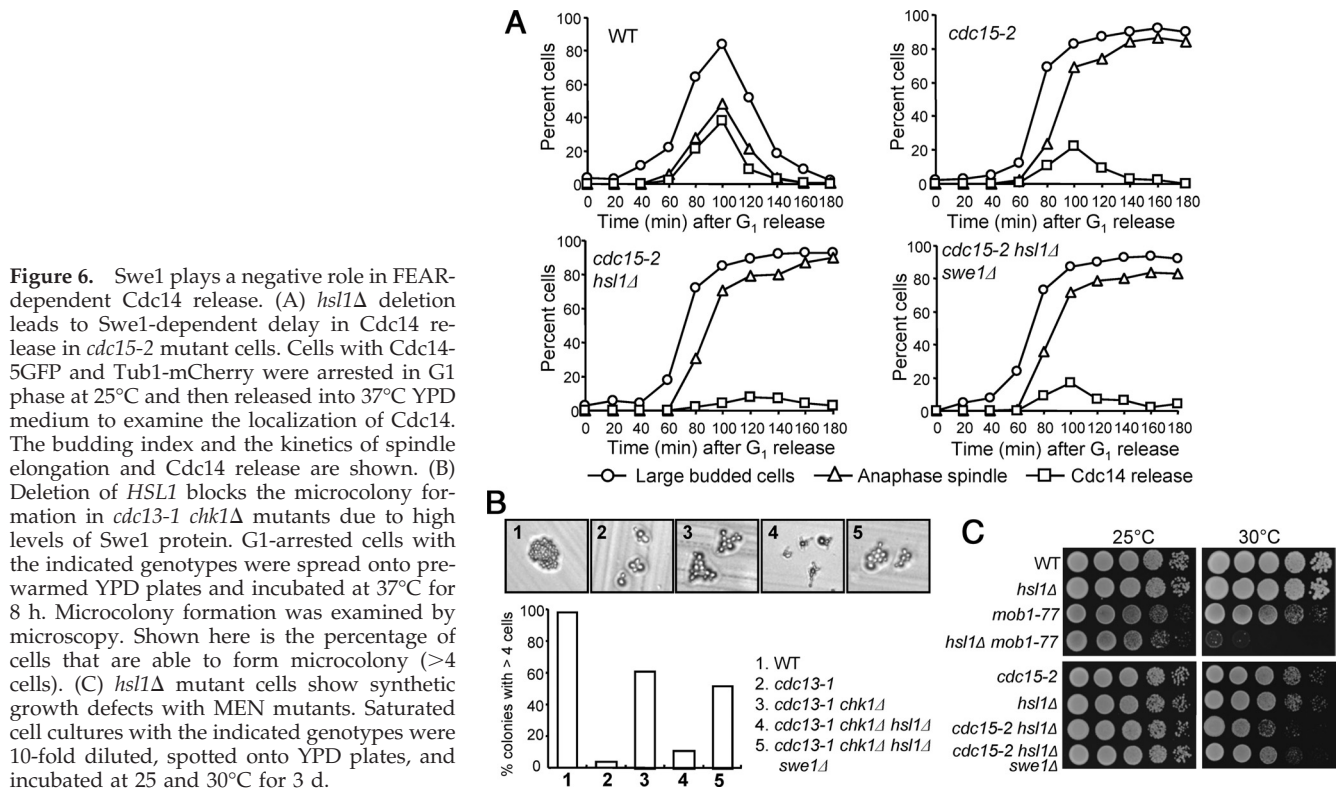 Figure 6. Swe1 plays a negative role in FEAR-
dependent Cdc14 release. (A) hsl1Δ deletion
leads to Swe1-dependent delay in Cdc14 re-
lease in cdc15-2 mutant cells. Cells with Cdc14-
5GFP and Tub1-mCherry were arrested in G1
phase at 25°C and then released into 37°C YPD
medium to examine the localization of Cdc14.
The budding index and the kinetics of spindle
elongation and Cdc14 release are shown. (B)
Deletion of HSL1 blocks the microcolony for-
mation in cdc13-1 chk1Δ mutants due to high
levels of Swe1 protein. G1-arrested cells with
the indicated genotypes were spread onto pre-
warmed YPD plates and incubated at 37°C for
8 h. Microcolony formation was examined by
microscopy. Shown here is the percentage of
cells that are able to form microcolony (>4
cells). (C) hsl1Δ mutant cells show synthetic
growth defects with MEN mutants. Saturated
cell cultures with the indicated genotypes were
10-fold diluted, spotted onto YPD plates, and
incubated at 25 and 30°C for 3 d.
A
WT
Percent cells
100
80
60
40
20
0
0 20 40 60 80 100 120 140 160 180
Time (min) after G1 release
cdc15-2
Percent cells
100
80
60
40
20
0
0 20 40 60 80 100 120 140 160 180
Time (min) after G1 release
cdc15-2
hsl1Δ
Percent cells
100
80
60
40
20
0
0 20 40 60 80 100 120 140 160 180
Time (min) after G1 release
cdc15-2 hsl1Δ
swe1Δ
Percent cells
100
80
60
40
20
0
0 20 40 60 80 100 120 140 160 180
Time (min) after G1 release
Large budded cells Anaphase spindle Cdc14 release
B
1 2 3 4 5
% colonies with > 4 cells
100
80
60
40
20
0
1 2 3 4 5
1. WT
2. cdc13-1
3. cdc13-1 chk1Δ
4. cdc13-1 chk1Δ hsl1Δ
5. cdc13-1 chk1Δ hsl1Δ
swe1Δ
C
25°C 30°C
WT
hsl1Δ
mob1-77
hsl1Δ mob1-77
cdc15-2
hsl1Δ
cdc15-2 hsl1Δ
cdc15-2 hsl1Δ
swe1Δ